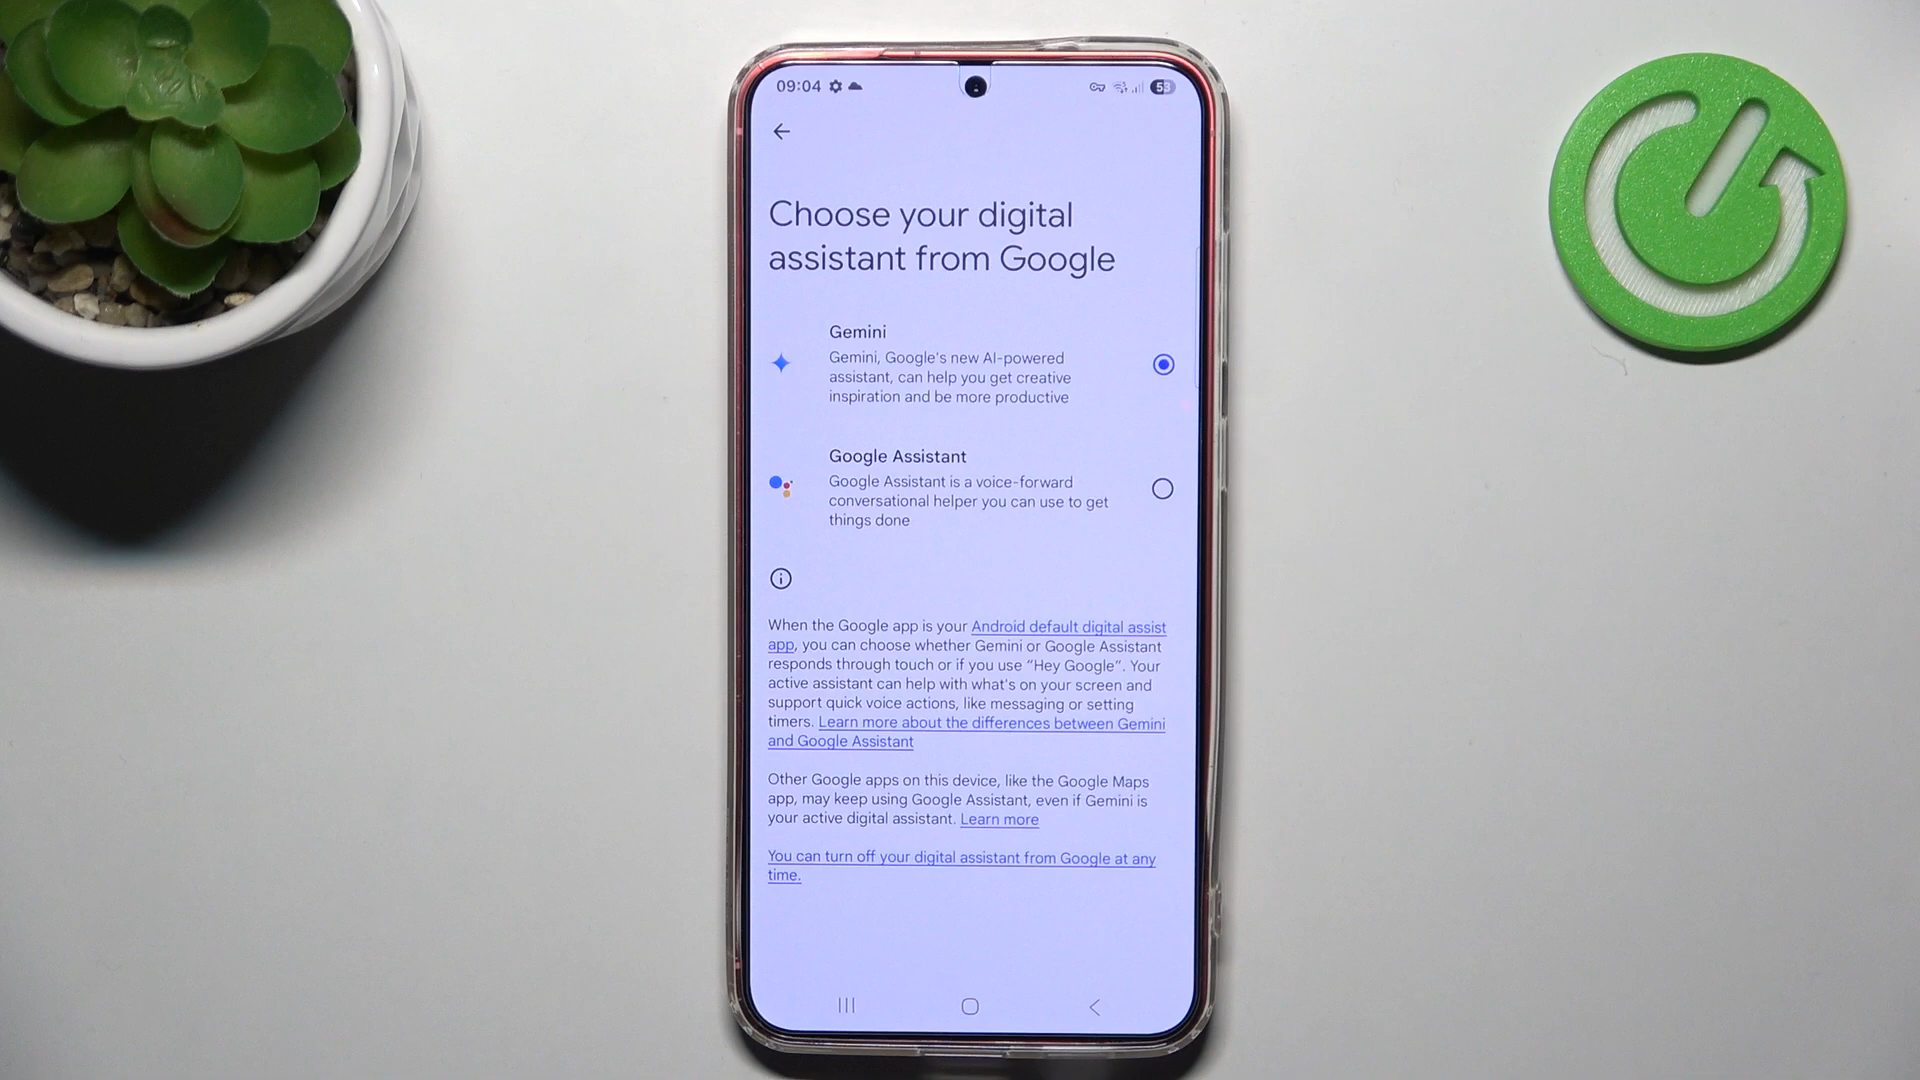 09:04
53
Choose your digital
assistant from Google
Gemini
Gemini, Google's new AI-powered
assistant, can help you get creative
inspiration and be more productive
Google Assistant
Google Assistant is a voice-forward
conversational helper you can use to get
things done
When the Google app is your Android default digital assist
app, you can choose whether Gemini or Google Assistant
responds through touch or if you use “Hey Google”. Your
active assistant can help with what's on your screen and
support quick voice actions, like messaging or setting
timers. Learn more about the differences between Gemini
and Google Assistant
Other Google apps on this device, like the Google Maps
app, may keep using Google Assistant, even if Gemini is
your active digital assistant. Learn more
You can turn off your digital assistant from Google at any
time.